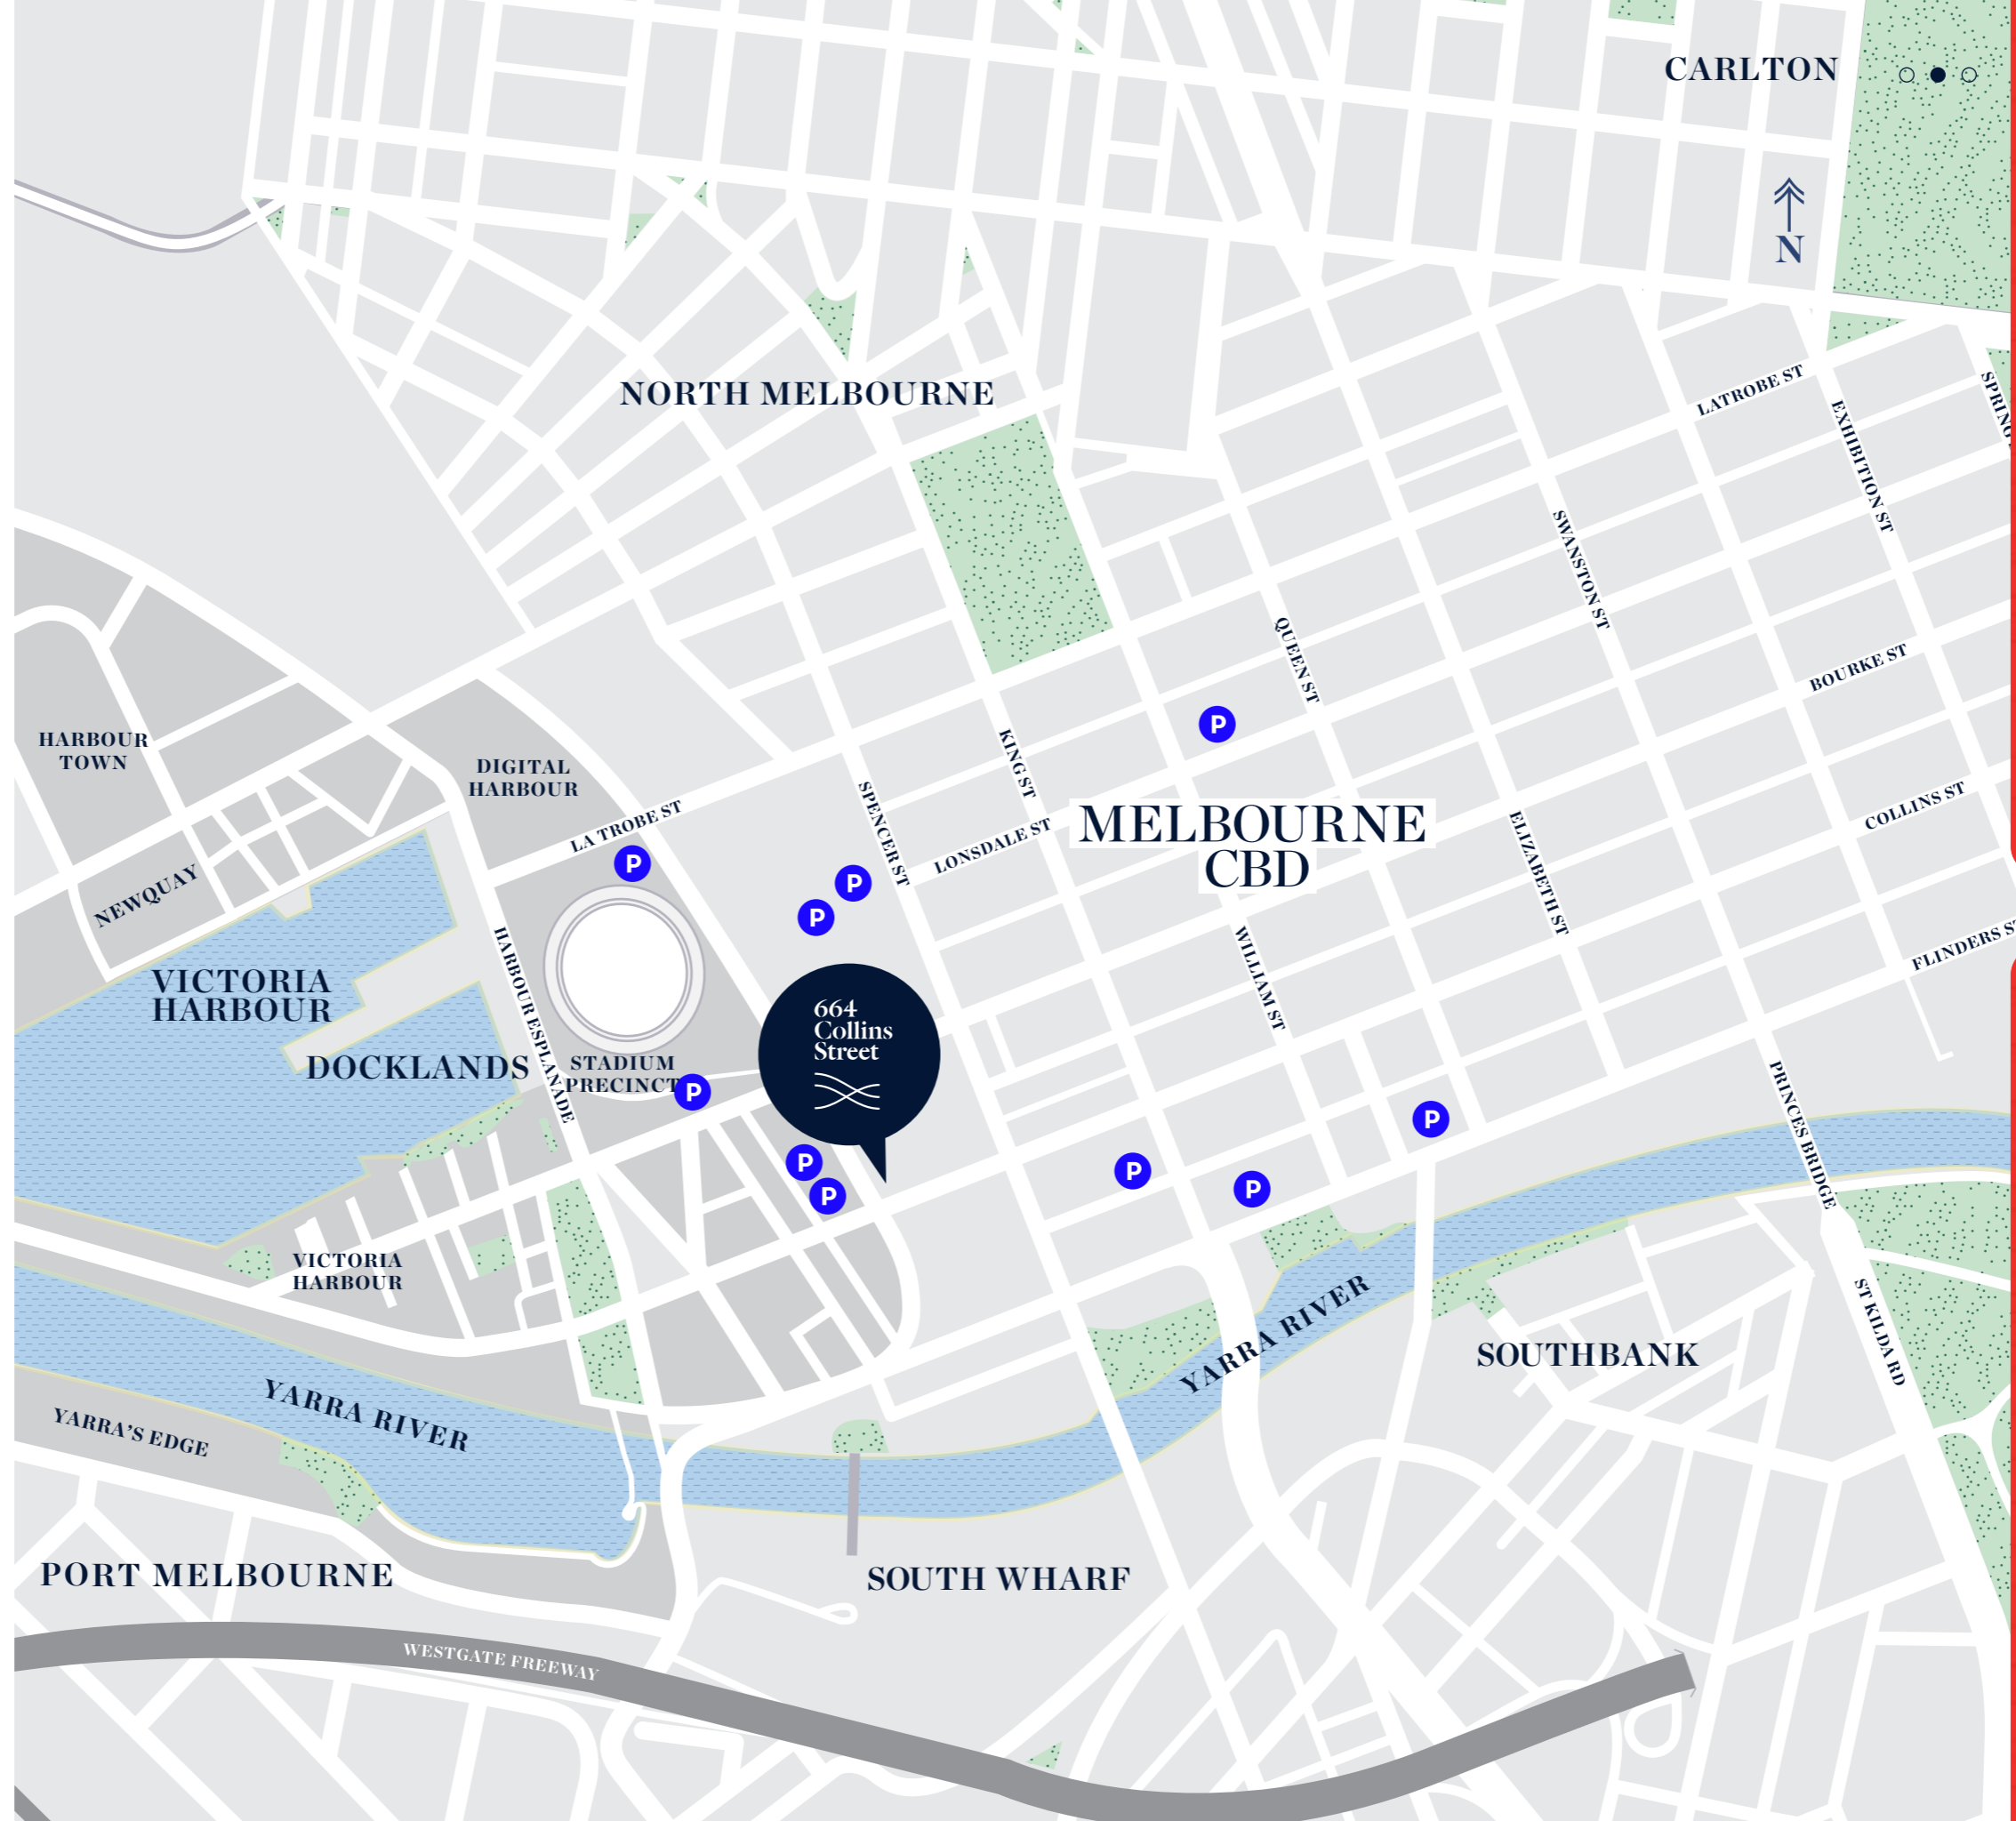 CARLTON
N
NORTH MELBOURNE
LATROBE ST
EXHIBITION ST
SPRING
SWANSTON ST
QUEEN ST
BOURKE ST
HARBOUR
TOWN
DIGITAL
HARBOUR
KING ST
P
SPENCER ST
COLLINS ST
LA TROBE ST
LONSDALE ST
MELBOURNE
CBD
ELIZABETH ST
P
P
P
NEWQUAY
FLINDERS ST
HARBOUR ESPLANADE
WILLIAM ST
VICTORIA
HARBOUR
664
Collins
Street
DOCKLANDS
STADIUM
PRECINCT
P
P
P
P
P
P
PRINCES BRIDGE
VICTORIA
HARBOUR
YARRA RIVER
ST KILDA RD
SOUTHBANK
YARRA RIVER
YARRA'S EDGE
PORT MELBOURNE
SOUTH WHARF
WESTGATE FREEWAY